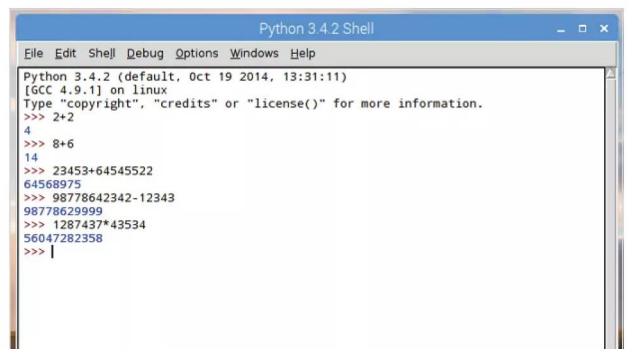 Python 3.4.2 Shell
File Edit Shell Debug Options Windows Help
Python 3.4.2 (default, Oct 19 2014, 13:31:11)
[GCC 4.9.1] on linux
Type "copyright", "credits" or "license()" for more information.
>>> 2+2
4
>>> 8+6
14
>>> 23453+64545522
64568975
>>> 98778642342-12343
98778629999
>>> 1287437*43534
56047282358
>>>